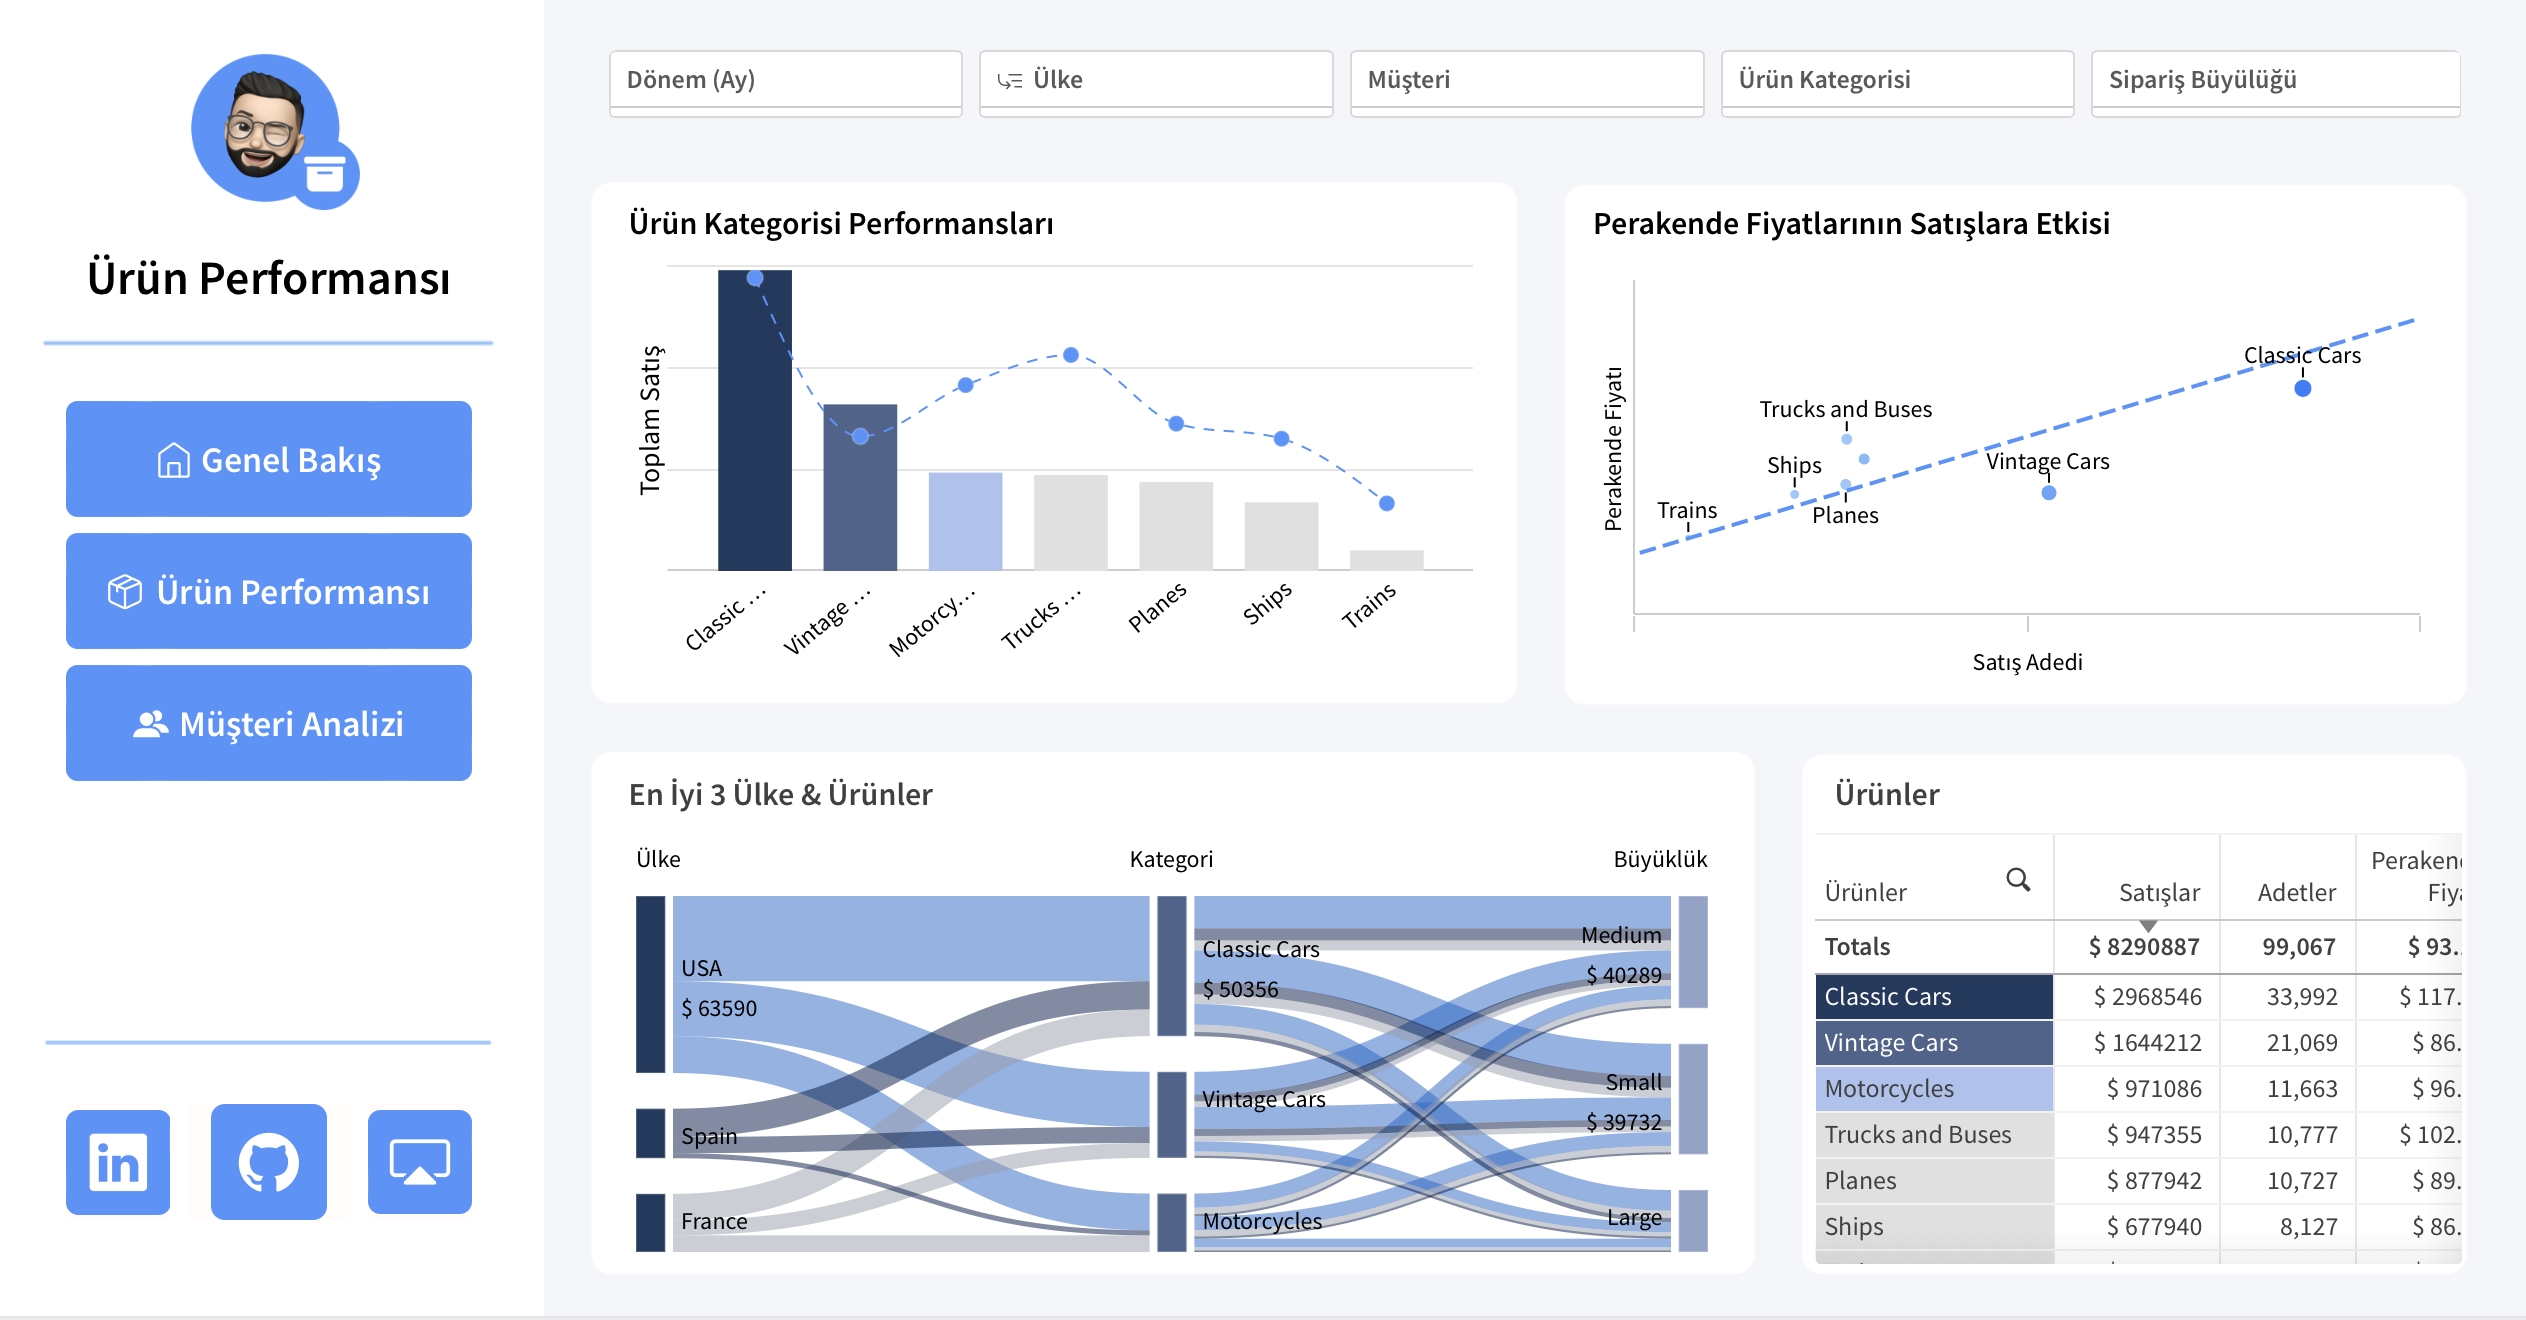 Ürün Performansı
Genel Bakış
Ürün Performansı
Müşteri Analizi
in
Dönem (Ay)
Ülke
Müşteri
Ürün Kategorisi
Sipariş Büyülüğü
Ürün Kategorisi Performansları
Toplam Satış
Classic ...
Vintage ...
Motorcy...
Trucks ...
Planes
Ships
Trains
Perakende Fiyatlarının Satışlara Etkisi
Perakende Fiyatı
Classic Cars
Trucks and Buses
Ships
Vintage Cars
Trains
Planes
Satış Adedi
En İyi 3 Ülke & Ürünler
Ülke
Kategori
Büyüklük
USA
$ 63590
Spain
France
Classic Cars
$ 50356
Vintage Cars
Motorcycles
Medium
$ 40289
Small
$ 39732
Large
Ürünler
Ürünler Satışlar Adetler
Totals $ 8290887 99,067 $ 93.
Classic Cars $ 2968546 33,992 $ 117.
Vintage Cars $ 1644212 21,069 $ 86.
Motorcycles $ 971086 11,663 $ 96.
Trucks and Buses $ 947355 10,777 $ 102.
Planes $ 877942 10,727 $ 89.
Ships $ 677940 8,127 $ 86.